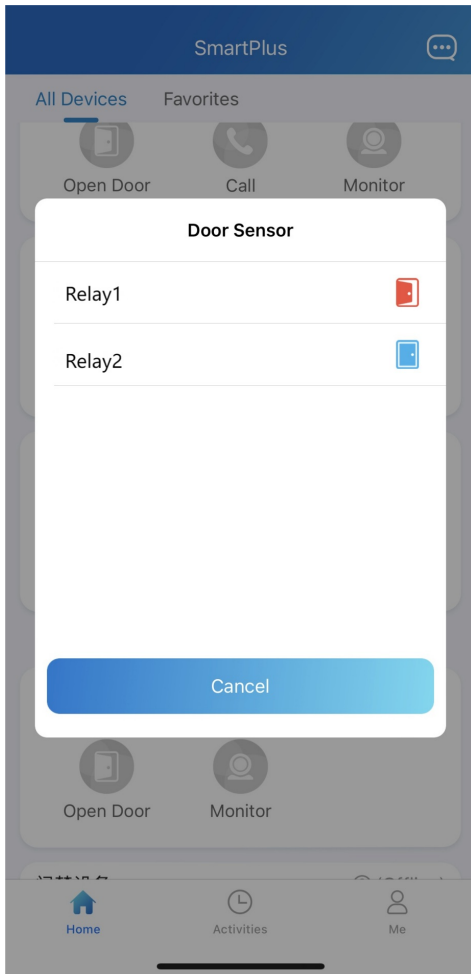 SmartPlus
All Devices Favorites
Open Door Call Monitor
Door Sensor
Relay1
Relay2
Cancel
Open Door Monitor
Home Activities Me